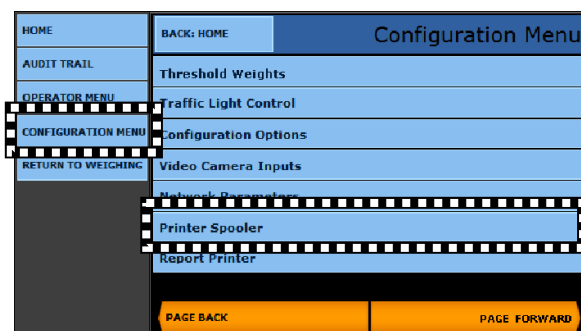 HOME
AUDIT TRAIL
OPERATOR MENU
CONFIGURATION MENU
RETURN TO WEIGHING
BACK: HOME
Configuration Menu
Threshold Weights
Traffic Light Control
Configuration Options
Video Camera Inputs
Network Parameters
Printer Spooler
Report Printer
PAGE BACK
PAGE FORWARD